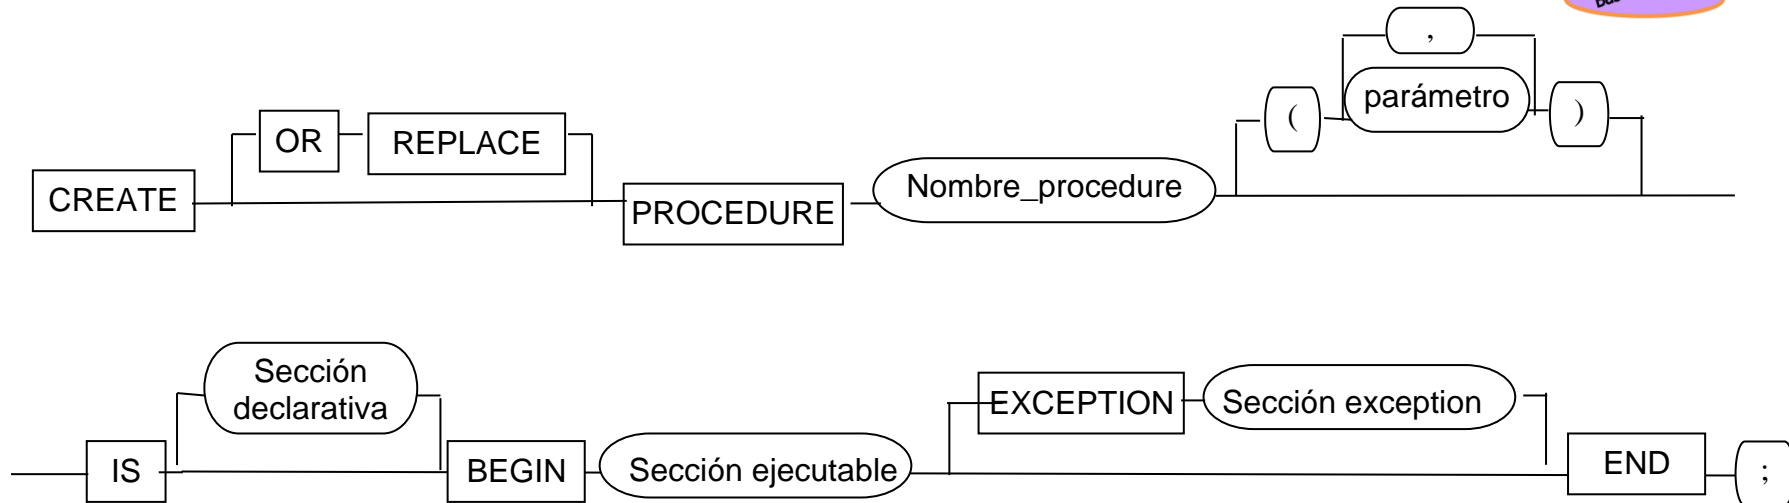 ,
OR REPLACE ( parámetro )
CREATE PROCEDURE Nombre_procedure
Sección
declarativa
EXCEPTION Sección exception
IS BEGIN Sección ejecutable END ;